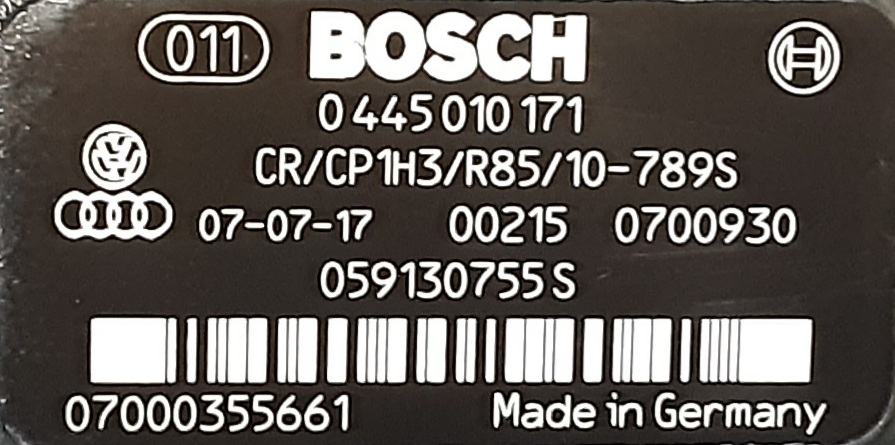 011 BOSCH
0 445 010 171
CR/CP1H3/R85/10-789S
07-07-17 00215 0700930
059130755S
07000355661 Made in Germany